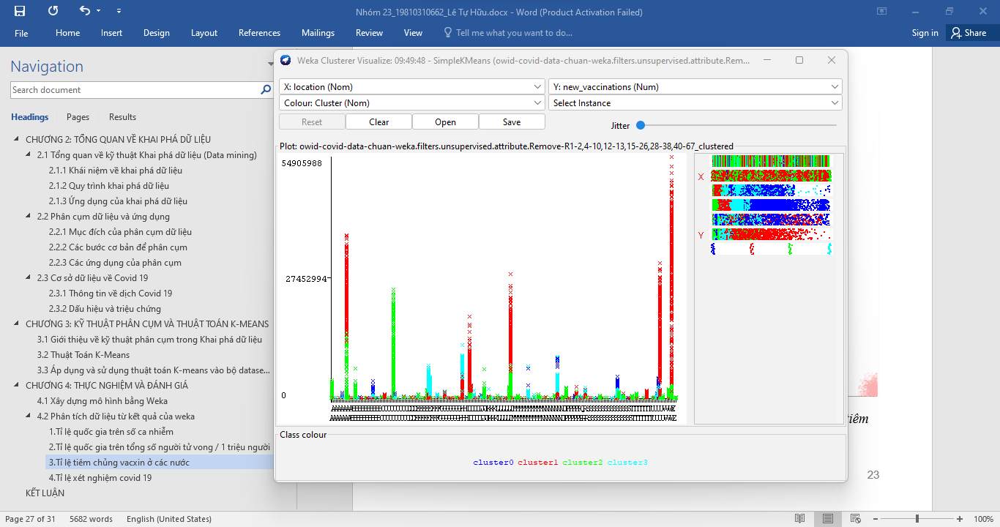 Nhóm 23_19810310662_Lê Tự Hữu.docx - Word (Product Activation Failed)
File Home Insert Design Layout References Mailings Review View Tell me what you want to do... Sign in Share
Navigation
Search document
Headings Pages Results
CHƯƠNG 2: TỔNG QUAN VỀ KHAI PHÁ DỮ LIỆU
2.1 Tổng quan về kỹ thuật Khai phá dữ liệu (Data mining)
2.1.1 Khái niệm về khai phá dữ liệu
2.1.2 Quy trình khai phá dữ liệu
2.1.3 Ứng dụng của khai phá dữ liệu
2.2 Phân cụm dữ liệu và ứng dụng
2.2.1 Mục đích của phân cụm dữ liệu
2.2.2 Các bước cơ bản để phân cụm
2.2.3 Các ứng dụng của phân cụm
2.3 Cơ sở dữ liệu về Covid 19
2.3.1 Thông tin về dịch Covid 19
2.3.2 Dấu hiệu và triệu chứng
CHƯƠNG 3: KỸ THUẬT PHÂN CỤM VÀ THUẬT TOÁN K-MEANS
3.1 Giới thiệu về kỹ thuật phân cụm trong Khai phá dữ liệu
3.2 Thuật Toán K-Means
3.3 Áp dụng và sử dụng thuật toán K-means vào bộ datase...
CHƯƠNG 4: THỰC NGHIỆM VÀ ĐÁNH GIÁ
4.1 Xây dựng mô hình bằng Weka
4.2 Phân tích dữ liệu từ kết quả của weka
1.Tỉ lệ quốc gia trên số ca nhiễm
2.Tỉ lệ quốc gia trên tổng số người tử vong / 1 triệu người
3.Tỉ lệ tiêm chủng vacxin ở các nước
4.Tỉ lệ xét nghiệm covid 19
KẾT LUẬN
Weka Clusterer Visualize: 09:49:48 - SimpleKMeans (owid-covid-data-chuan-weka.filters.unsupervised.attribute.Rem...
X: location (Nom) Y: new_vaccinations (Num)
Colour: Cluster (Nom) Select Instance
Reset Clear Open Save Jitter
Plot: owid-covid-data-chuan-weka.filters.unsupervised.attribute.Remove-R1-2,4-10,12-13,15-26,28-38,40-67_clustered
54905988
27452994
0
X
Y
Class colour
cluster0 cluster1 cluster2 cluster3
tiêm
23
Page 27 of 31 5682 words English (United States) 100%